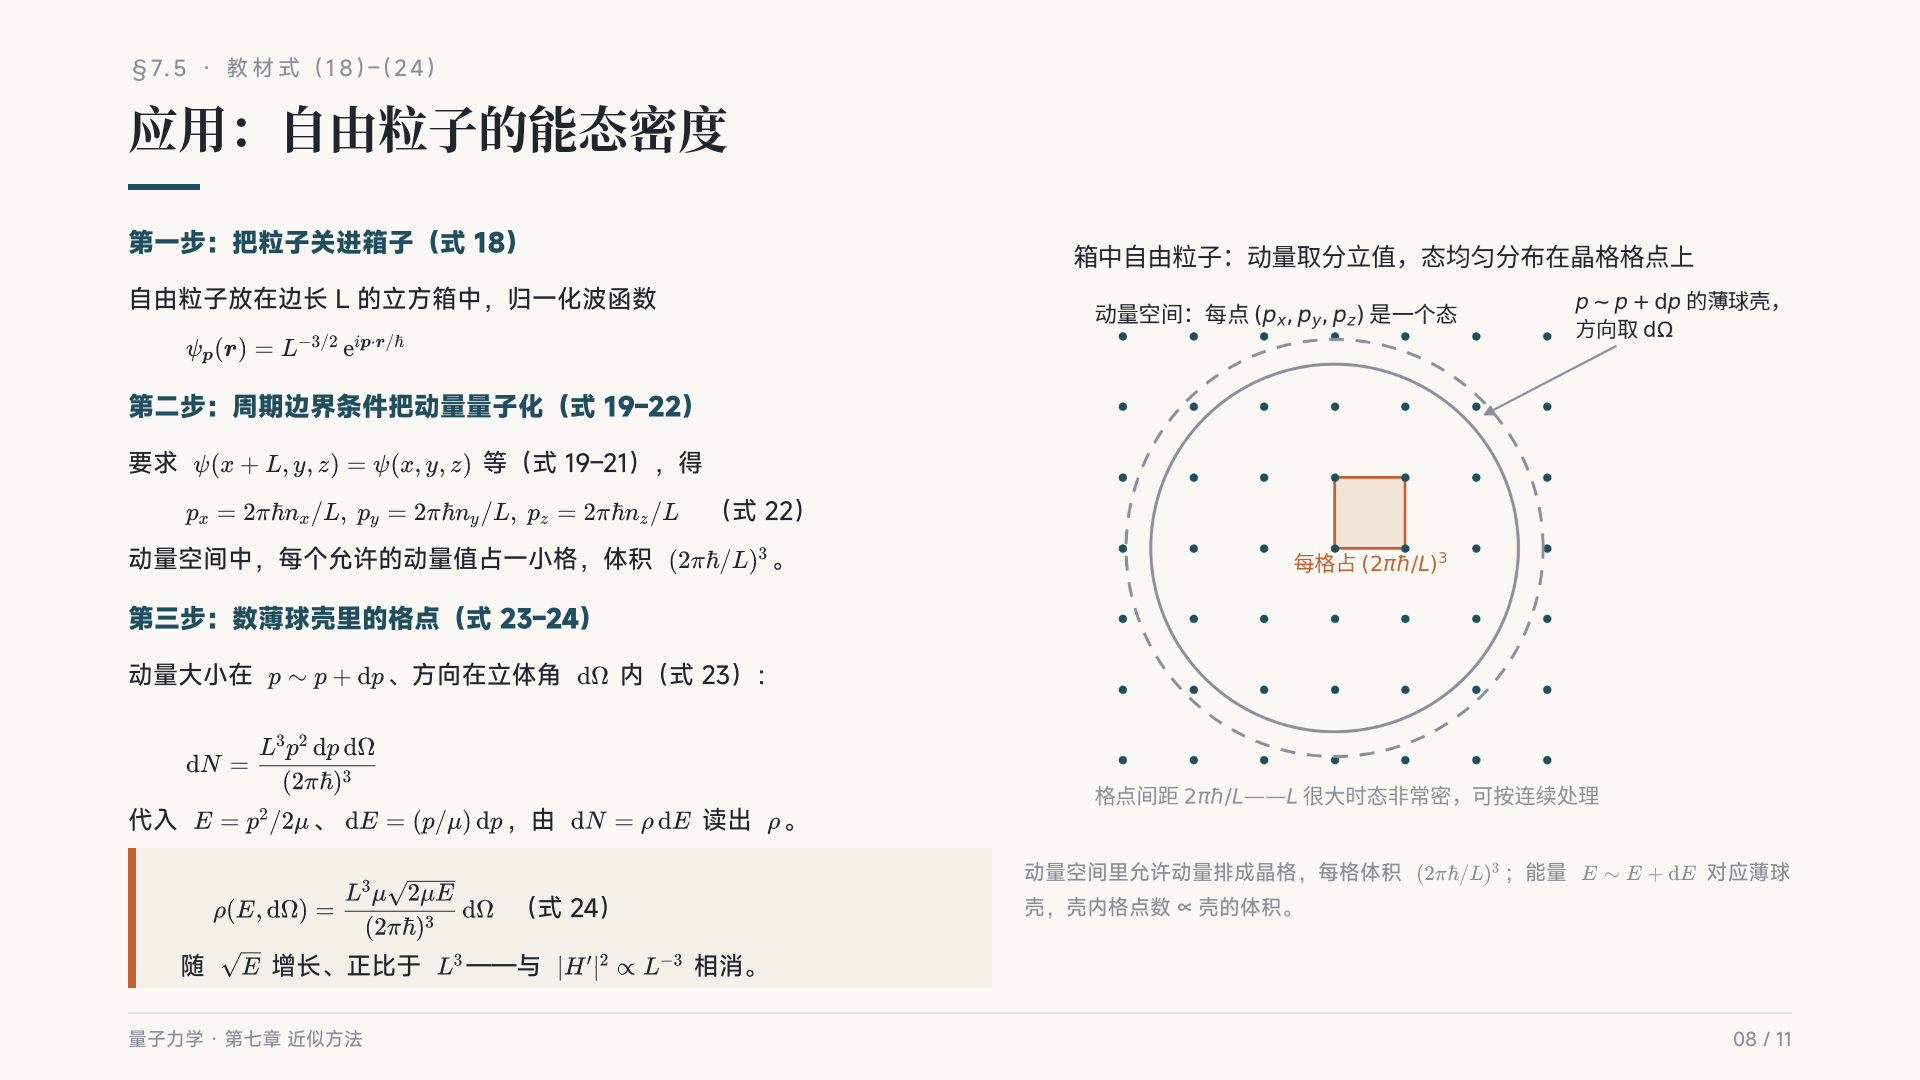 §7.5 · 教材式 (18)–(24)
应用：自由粒子的能态密度
第一步：把粒子关进箱子（式 18）
自由粒子放在边长 L 的立方箱中，归一化波函数
ψ_𝒑(𝒓) = L^{−3/2} e^{i𝒑·𝒓/ℏ}
第二步：周期边界条件把动量量子化（式 19–22）
要求 ψ(x + L, y, z) = ψ(x, y, z) 等（式 19–21），得
p_x = 2πℏn_x/L, p_y = 2πℏn_y/L, p_z = 2πℏn_z/L （式 22）
动量空间中，每个允许的动量值占一小格，体积 (2πℏ/L)³。
第三步：数薄球壳里的格点（式 23–24）
动量大小在 p ∼ p + dp、方向在立体角 dΩ 内（式 23）：
dN = \frac{L³p² dp dΩ}{(2πℏ)³}
代入 E = p²/2μ、 dE = (p/μ) dp，由 dN = ρ dE 读出 ρ。
ρ(E, dΩ) = \frac{L³μ√(2μE)}{(2πℏ)³} dΩ （式 24）
随 √E 增长、正比于 L³——与 |H′|² ∝ L^{−3} 相消。
箱中自由粒子：动量取分立值，态均匀分布在晶格格点上
动量空间：每点 (p_x, p_y, p_z) 是一个态
p ~ p + dp 的薄球壳，
方向取 dΩ
每格占 (2πℏ/L)³
格点间距 2πℏ/L——L 很大时态非常密，可按连续处理
动量空间里允许动量排成晶格，每格体积 (2πℏ/L)³；能量 E ∼ E + dE 对应薄球
壳，壳内格点数 ∝ 壳的体积。
量子力学 · 第七章 近似方法
08 / 11